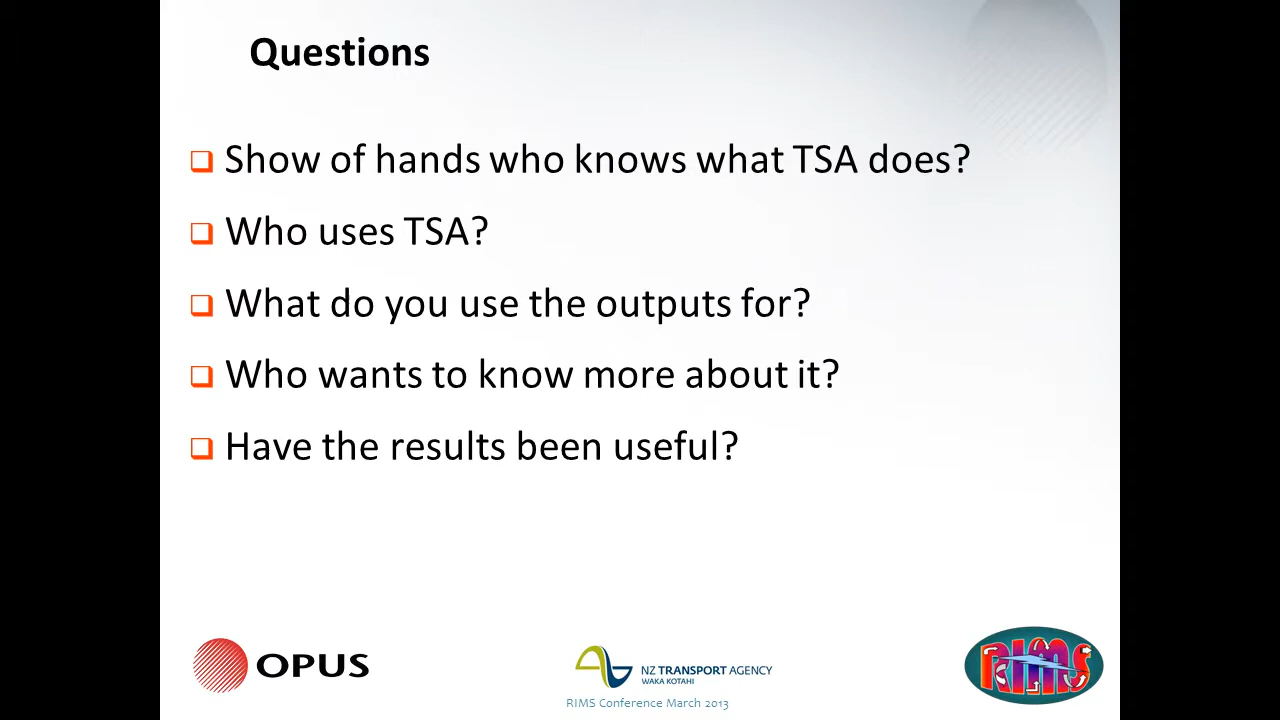 Questions
Show of hands who knows what TSA does?
Who uses TSA?
What do you use the outputs for?
Who wants to know more about it?
Have the results been useful?
OPUS
NZ TRANSPORT AGENCY
WAKA KOTAHI
RIMS
RIMS Conference March 2013